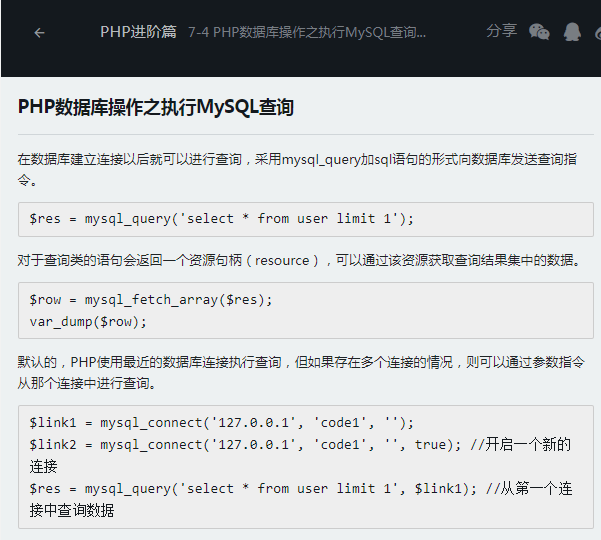 PHP进阶篇 7-4 PHP数据库操作之执行MySQL查询... 分享
PHP数据库操作之执行MySQL查询
在数据库建立连接以后就可以进行查询，采用mysql_query加sql语句的形式向数据库发送查询指
令。
$res = mysql_query('select * from user limit 1');
对于查询类的语句会返回一个资源句柄（resource），可以通过该资源获取查询结果集中的数据。
$row = mysql_fetch_array($res);
var_dump($row);
默认的，PHP使用最近的数据库连接执行查询，但如果存在多个连接的情况，则可以通过参数指令
从那个连接中进行查询。
$link1 = mysql_connect('127.0.0.1', 'code1', '');
$link2 = mysql_connect('127.0.0.1', 'code1', '', true); //开启一个新的
连接
$res = mysql_query('select * from user limit 1', $link1); //从第一个连
接中查询数据